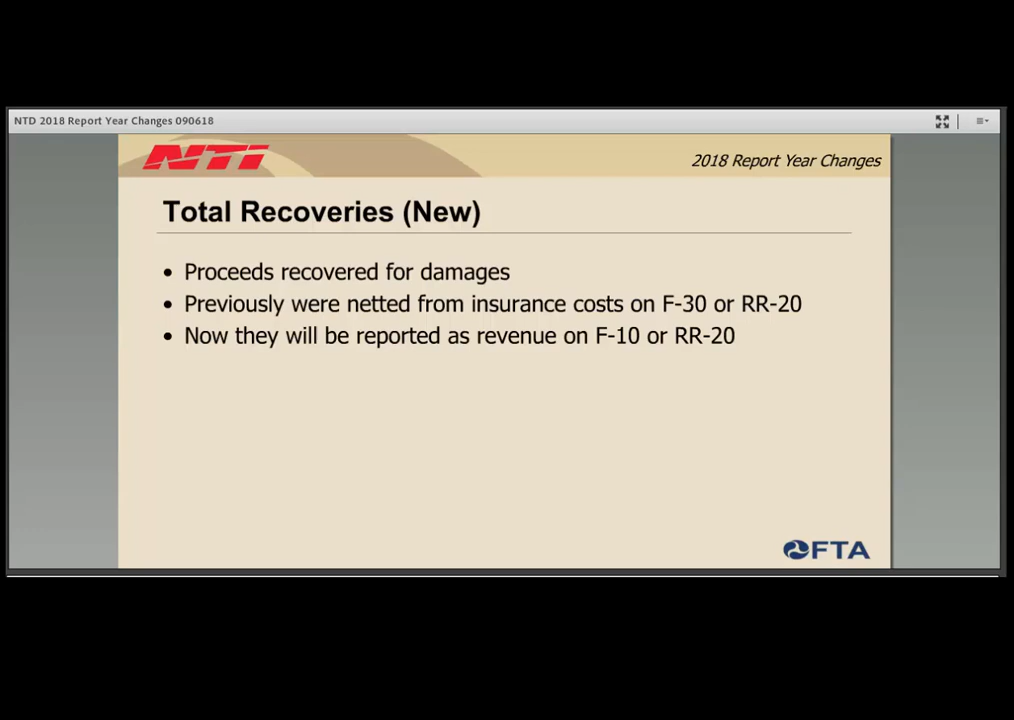 NTD 2018 Report Year Changes 090618
NTI
2018 Report Year Changes
Total Recoveries (New)
• Proceeds recovered for damages
• Previously were netted from insurance costs on F-30 or RR-20
• Now they will be reported as revenue on F-10 or RR-20
FTA